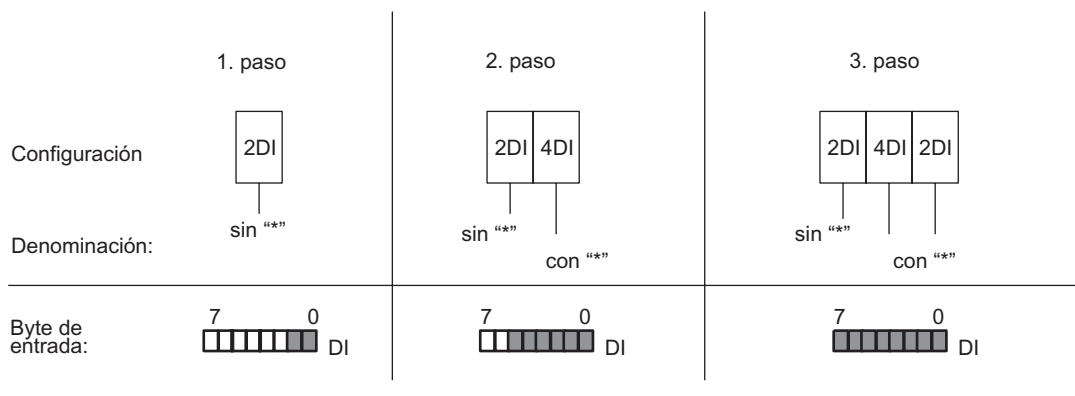 1. paso
2. paso
3. paso
Configuración
2DI
2DI 4DI
2DI 4DI 2DI
Denominación:
sin “*”
sin “*”
con “*”
sin “*”
con “*”
Byte de
entrada:
7 0
DI
7 0
DI
7 0
DI